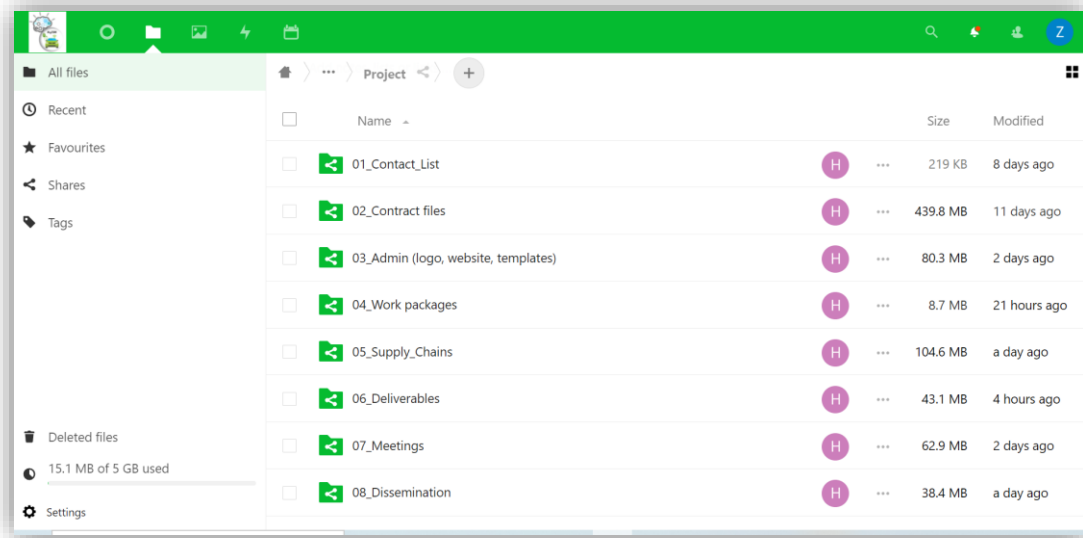 Z
All files
Project
Recent
Name Size Modified
Favourites
01_Contact_List H 219 KB 8 days ago
Shares
02_Contract files H 439.8 MB 11 days ago
Tags
03_Admin (logo, website, templates) H 80.3 MB 2 days ago
04_Work packages H 8.7 MB 21 hours ago
05_Supply_Chains H 104.6 MB a day ago
06_Deliverables H 43.1 MB 4 hours ago
Deleted files
07_Meetings H 62.9 MB 2 days ago
15.1 MB of 5 GB used
08_Dissemination H 38.4 MB a day ago
Settings